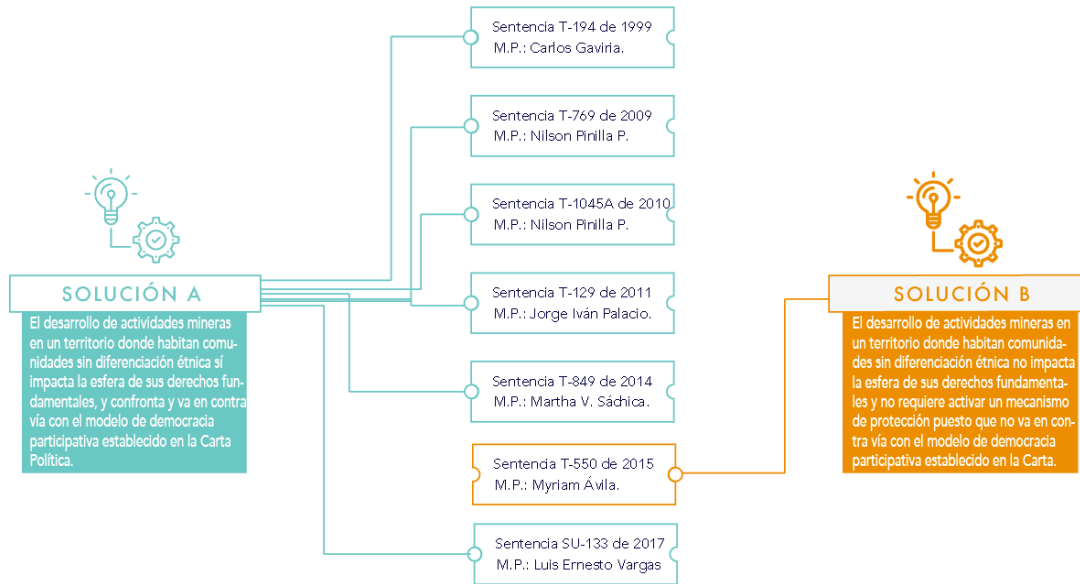 Sentencia T-194 de 1999
M.P.: Carlos Gaviria.
Sentencia T-769 de 2009
M.P.: Nilson Pinilla P.
Sentencia T-1045A de 2010
M.P.: Nilson Pinilla P.
Sentencia T-129 de 2011
M.P.: Jorge Iván Palacio.
Sentencia T-849 de 2014
M.P.: Martha V. Sáchica.
Sentencia T-550 de 2015
M.P.: Myriam Ávila.
Sentencia SU-133 de 2017
M.P.: Luis Ernesto Vargas
SOLUCIÓN A
El desarrollo de actividades mineras
en un territorio donde habitan comu-
nidades sin diferenciación étnica sí
impacta la esfera de sus derechos fun-
damentales, y confronta y va en contra
vía con el modelo de democracia
participativa establecido en la Carta
Política.
SOLUCIÓN B
El desarrollo de actividades mineras en
un territorio donde habitan comunida-
des sin diferenciación étnica no impacta
la esfera de sus derechos fundamenta-
les y no requiere activar un mecanismo
de protección puesto que no va en con-
tra vía con el modelo de democracia
participativa establecido en la Carta.